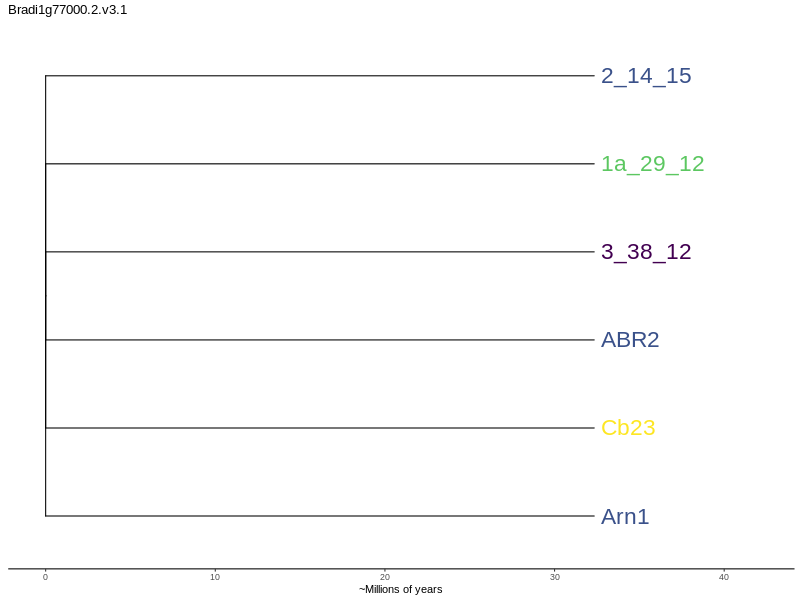 Bradi1g77000.2.v3.1
2_14_15
1a_29_12
3_38_12
ABR2
Cb23
Arn1
0 10 20 30 40
~Millions of years